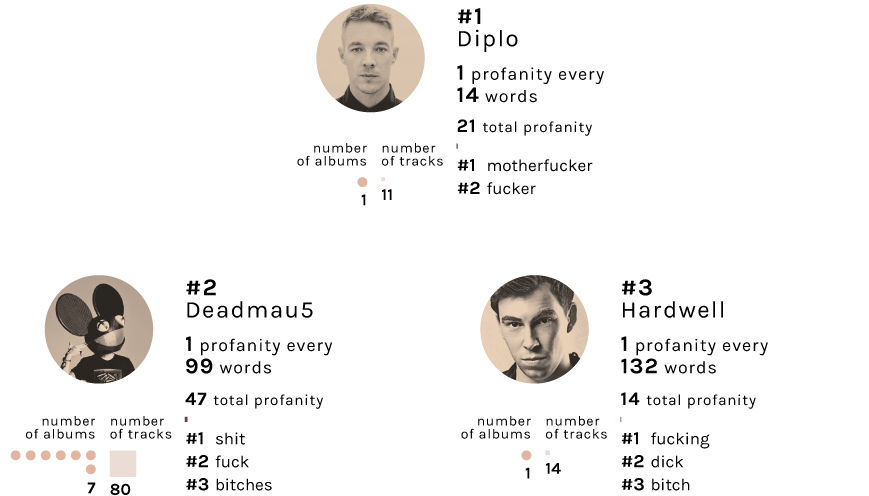 #1
Diplo
1 profanity every
14 words
21 total profanity
number of albums
number of tracks
1
11
#1 motherfucker
#2 fucker
#2
Deadmau5
1 profanity every
99 words
47 total profanity
number of albums
number of tracks
7
80
#1 shit
#2 fuck
#3 bitches
#3
Hardwell
1 profanity every
132 words
14 total profanity
number of albums
number of tracks
1
14
#1 fucking
#2 dick
#3 bitch